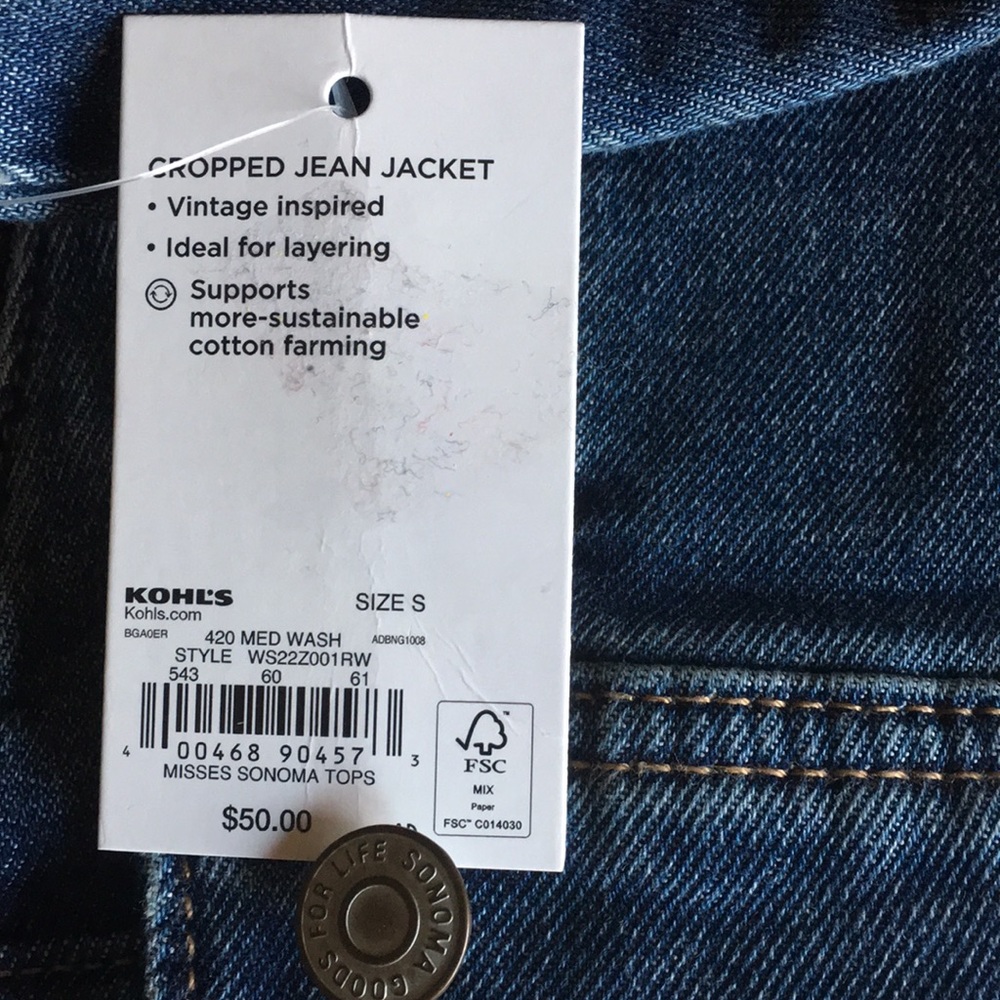 CROPPED JEAN JACKET
• Vintage inspired
• Ideal for layering
Supports
more-sustainable
cotton farming
KOHL'S
Kohls.com
SIZE S
BGA0ER 420 MED WASH ADBNG1008
STYLE WS22Z001RW
543 60 61
4 00468 90457 3
MISSES SONOMA TOPS
$50.00
FSC™
MIX
Paper
FSC™ C014030
SONOMA GOODS FOR LIFE